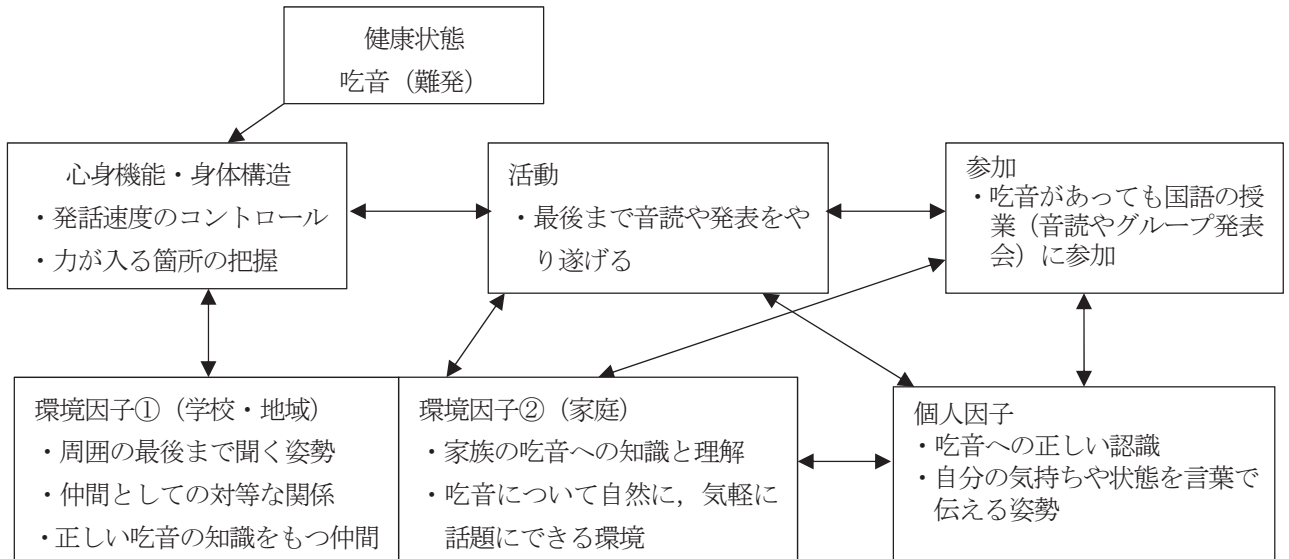 健康状態
吃音（難発）
心身機能・身体構造
・発話速度のコントロール
・力が入る箇所の把握
活動
・最後まで音読や発表をや
り遂げる
参加
・吃音があっても国語の授
業（音読やグループ発表
会）に参加
環境因子①（学校・地域）
・周囲の最後まで聞く姿勢
・仲間としての対等な関係
・正しい吃音の知識をもつ仲間
環境因子②（家庭）
・家族の吃音への知識と理解
・吃音について自然に，気軽に
話題にできる環境
個人因子
・吃音への正しい認識
・自分の気持ちや状態を言葉で
伝える姿勢